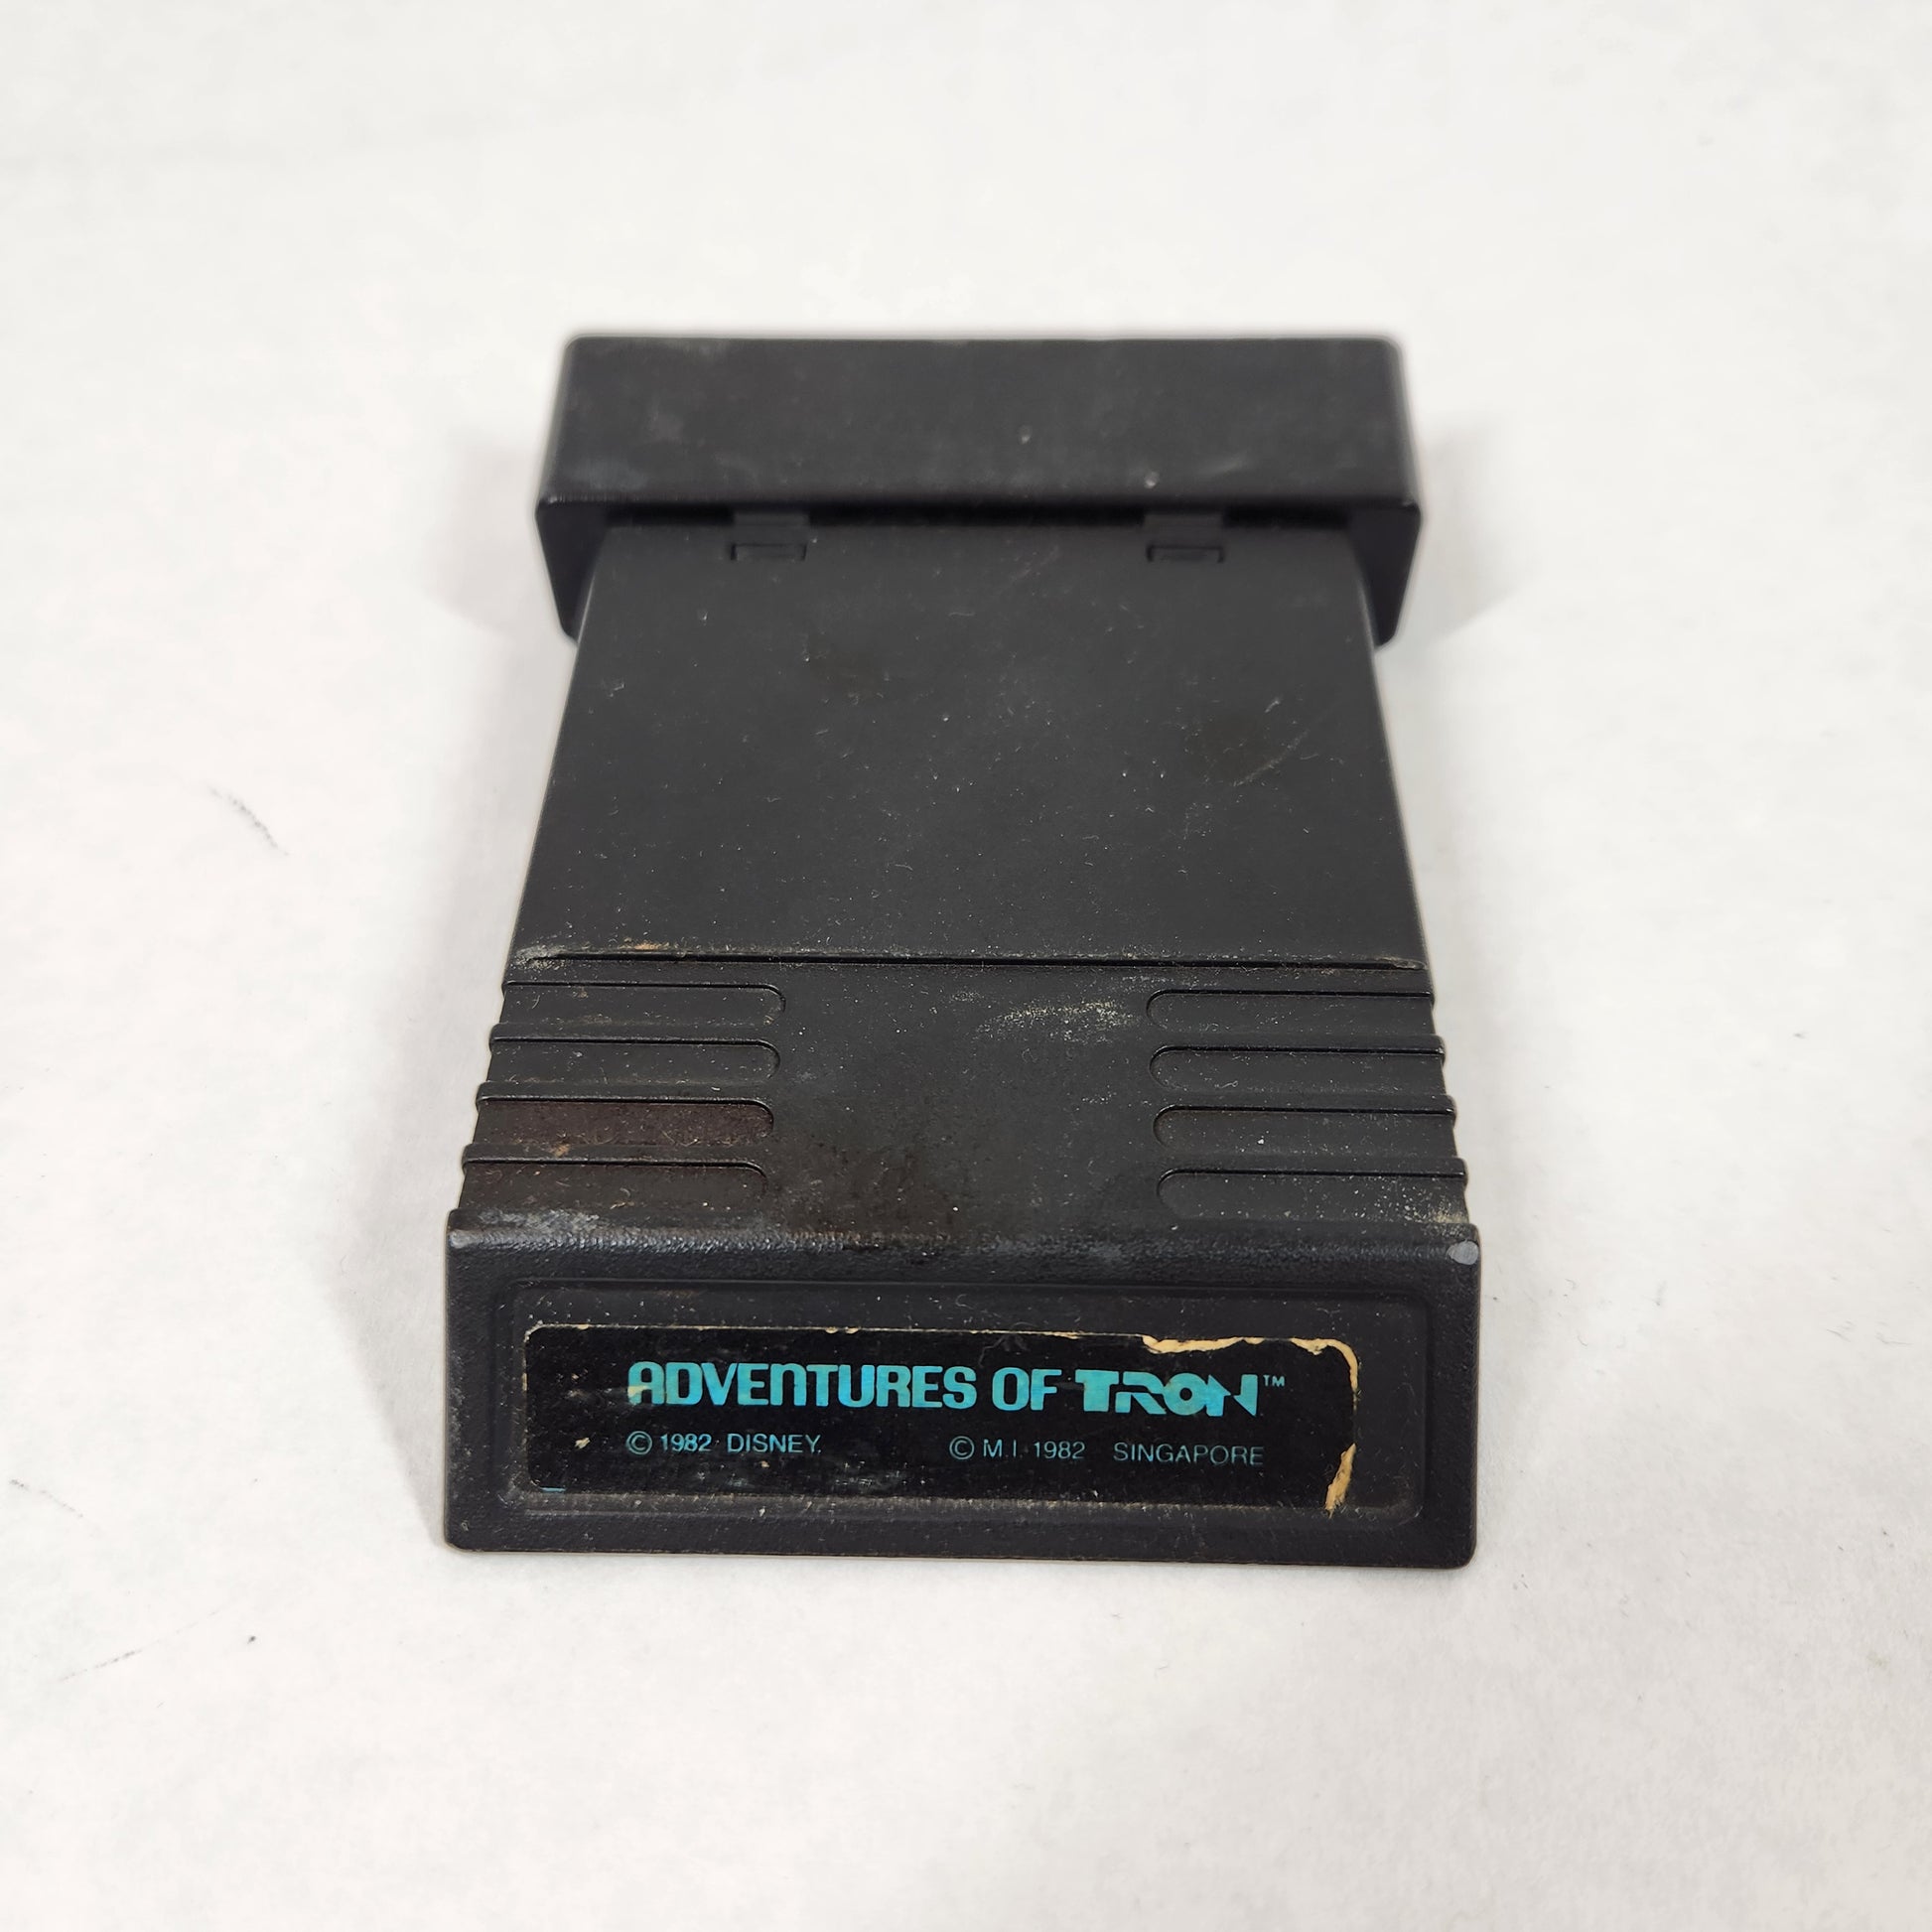 ADVENTURES OF TRON™
© 1982 DISNEY. © M.I. 1982 SINGAPORE